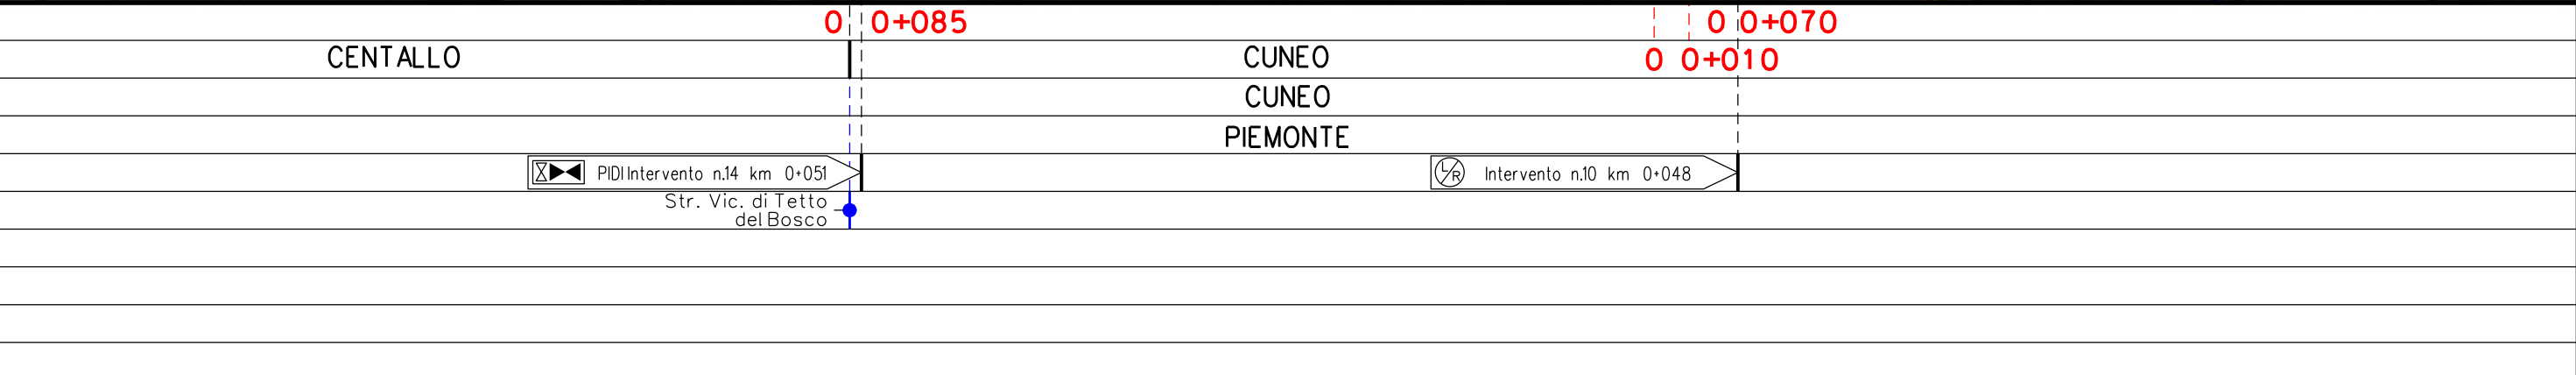 0 0+085 0 0+070
CENTALLO CUNEO 0 0+010
CUNEO
PIEMONTE
PIDI Intervento n.14 km 0+051 L/R Intervento n.10 km 0+048
Str. Vic. di Tetto
del Bosco